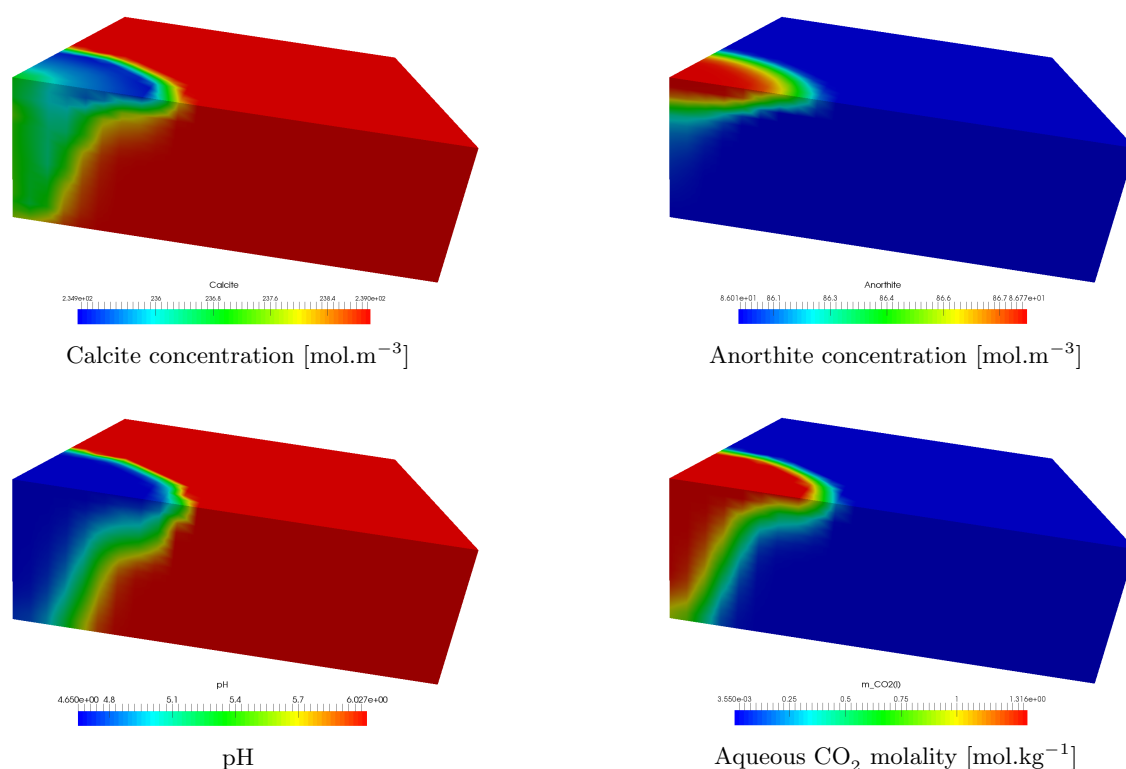 Calcite
2.349e+02 236 236.8 237.6 238.4 2.390e+02
Calcite concentration [mol.m⁻³]
Anorthite
8.601e+01 86.1 86.3 86.4 86.6 86.7 8.677e+01
Anorthite concentration [mol.m⁻³]
pH
4.650e+00 4.8 5.1 5.4 5.7 6.027e+00
pH
m_CO2(l)
3.550e-03 0.25 0.5 0.75 1 1.316e+00
Aqueous CO₂ molality [mol.kg⁻¹]